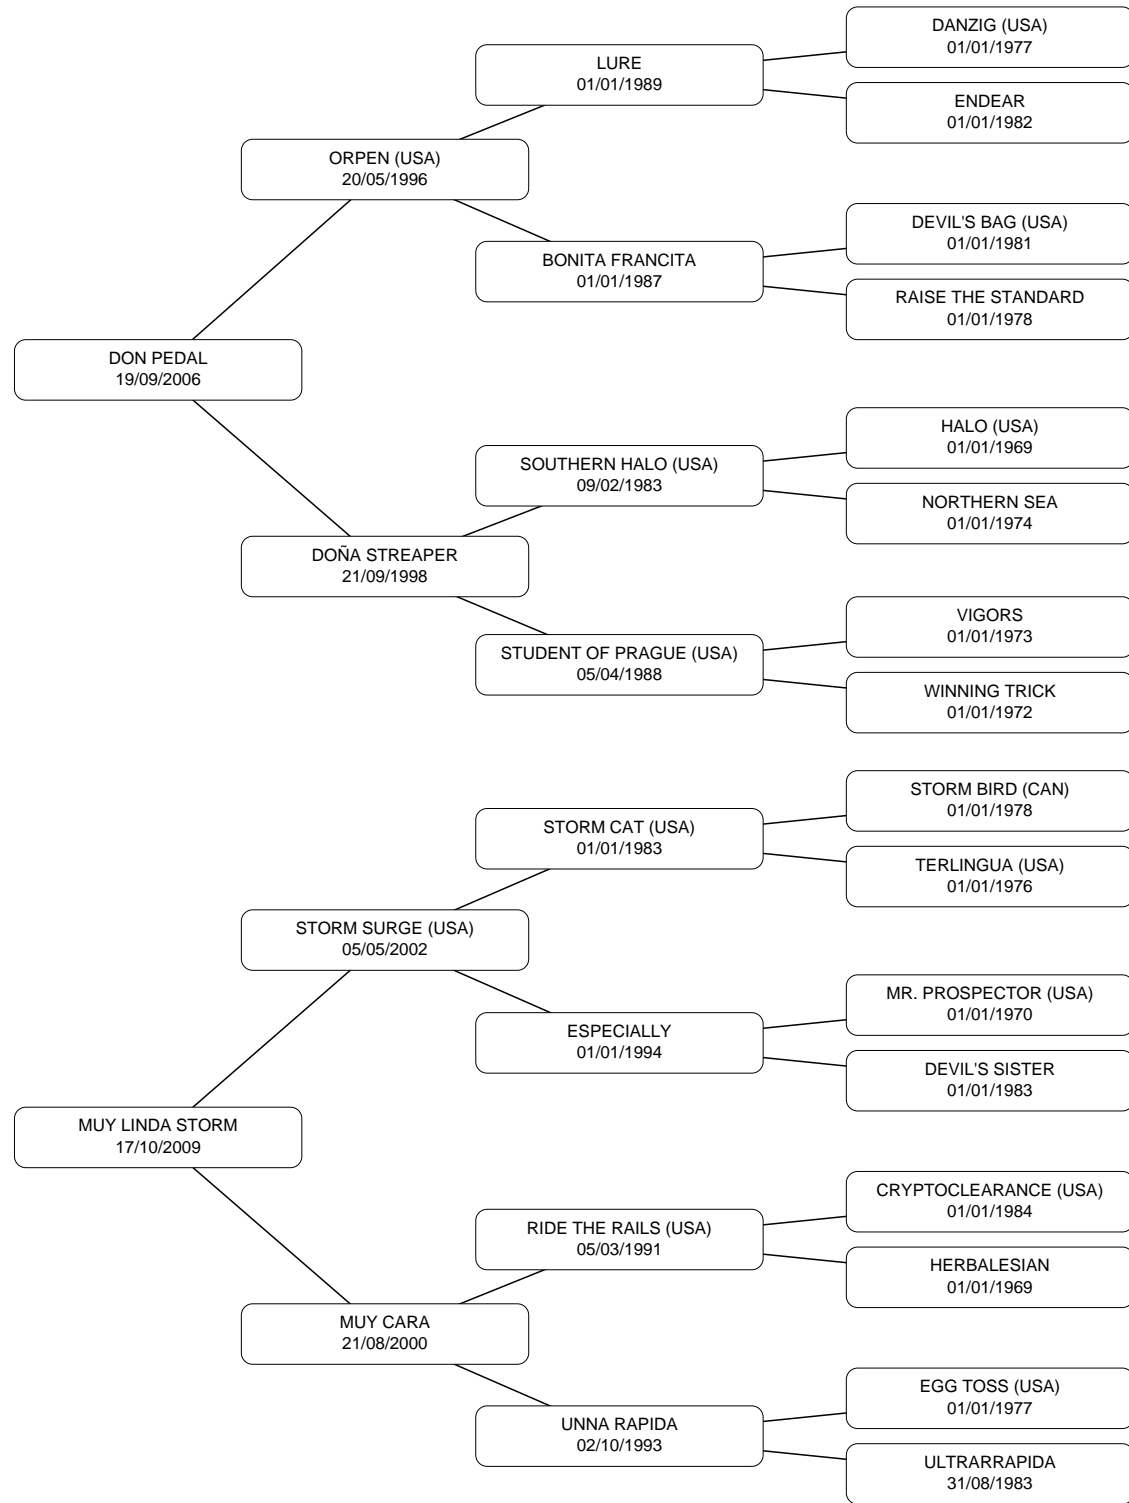 DANZIG (USA)
01/01/1977
LURE
01/01/1989
ENDEAR
01/01/1982
ORPEN (USA)
20/05/1996
DEVIL'S BAG (USA)
01/01/1981
BONITA FRANCITA
01/01/1987
RAISE THE STANDARD
01/01/1978
DON PEDAL
19/09/2006
HALO (USA)
01/01/1969
SOUTHERN HALO (USA)
09/02/1983
NORTHERN SEA
01/01/1974
DOÑA STREAPER
21/09/1998
VIGORS
01/01/1973
STUDENT OF PRAGUE (USA)
05/04/1988
WINNING TRICK
01/01/1972
STORM BIRD (CAN)
01/01/1978
STORM CAT (USA)
01/01/1983
TERLINGUA (USA)
01/01/1976
STORM SURGE (USA)
05/05/2002
MR. PROSPECTOR (USA)
01/01/1970
ESPECIALLY
01/01/1994
DEVIL'S SISTER
01/01/1983
MUY LINDA STORM
17/10/2009
CRYPTOCLEARANCE (USA)
01/01/1984
RIDE THE RAILS (USA)
05/03/1991
HERBALESIAN
01/01/1969
MUY CARA
21/08/2000
EGG TOSS (USA)
01/01/1977
UNNA RAPIDA
02/10/1993
ULTRARRAPIDA
31/08/1983